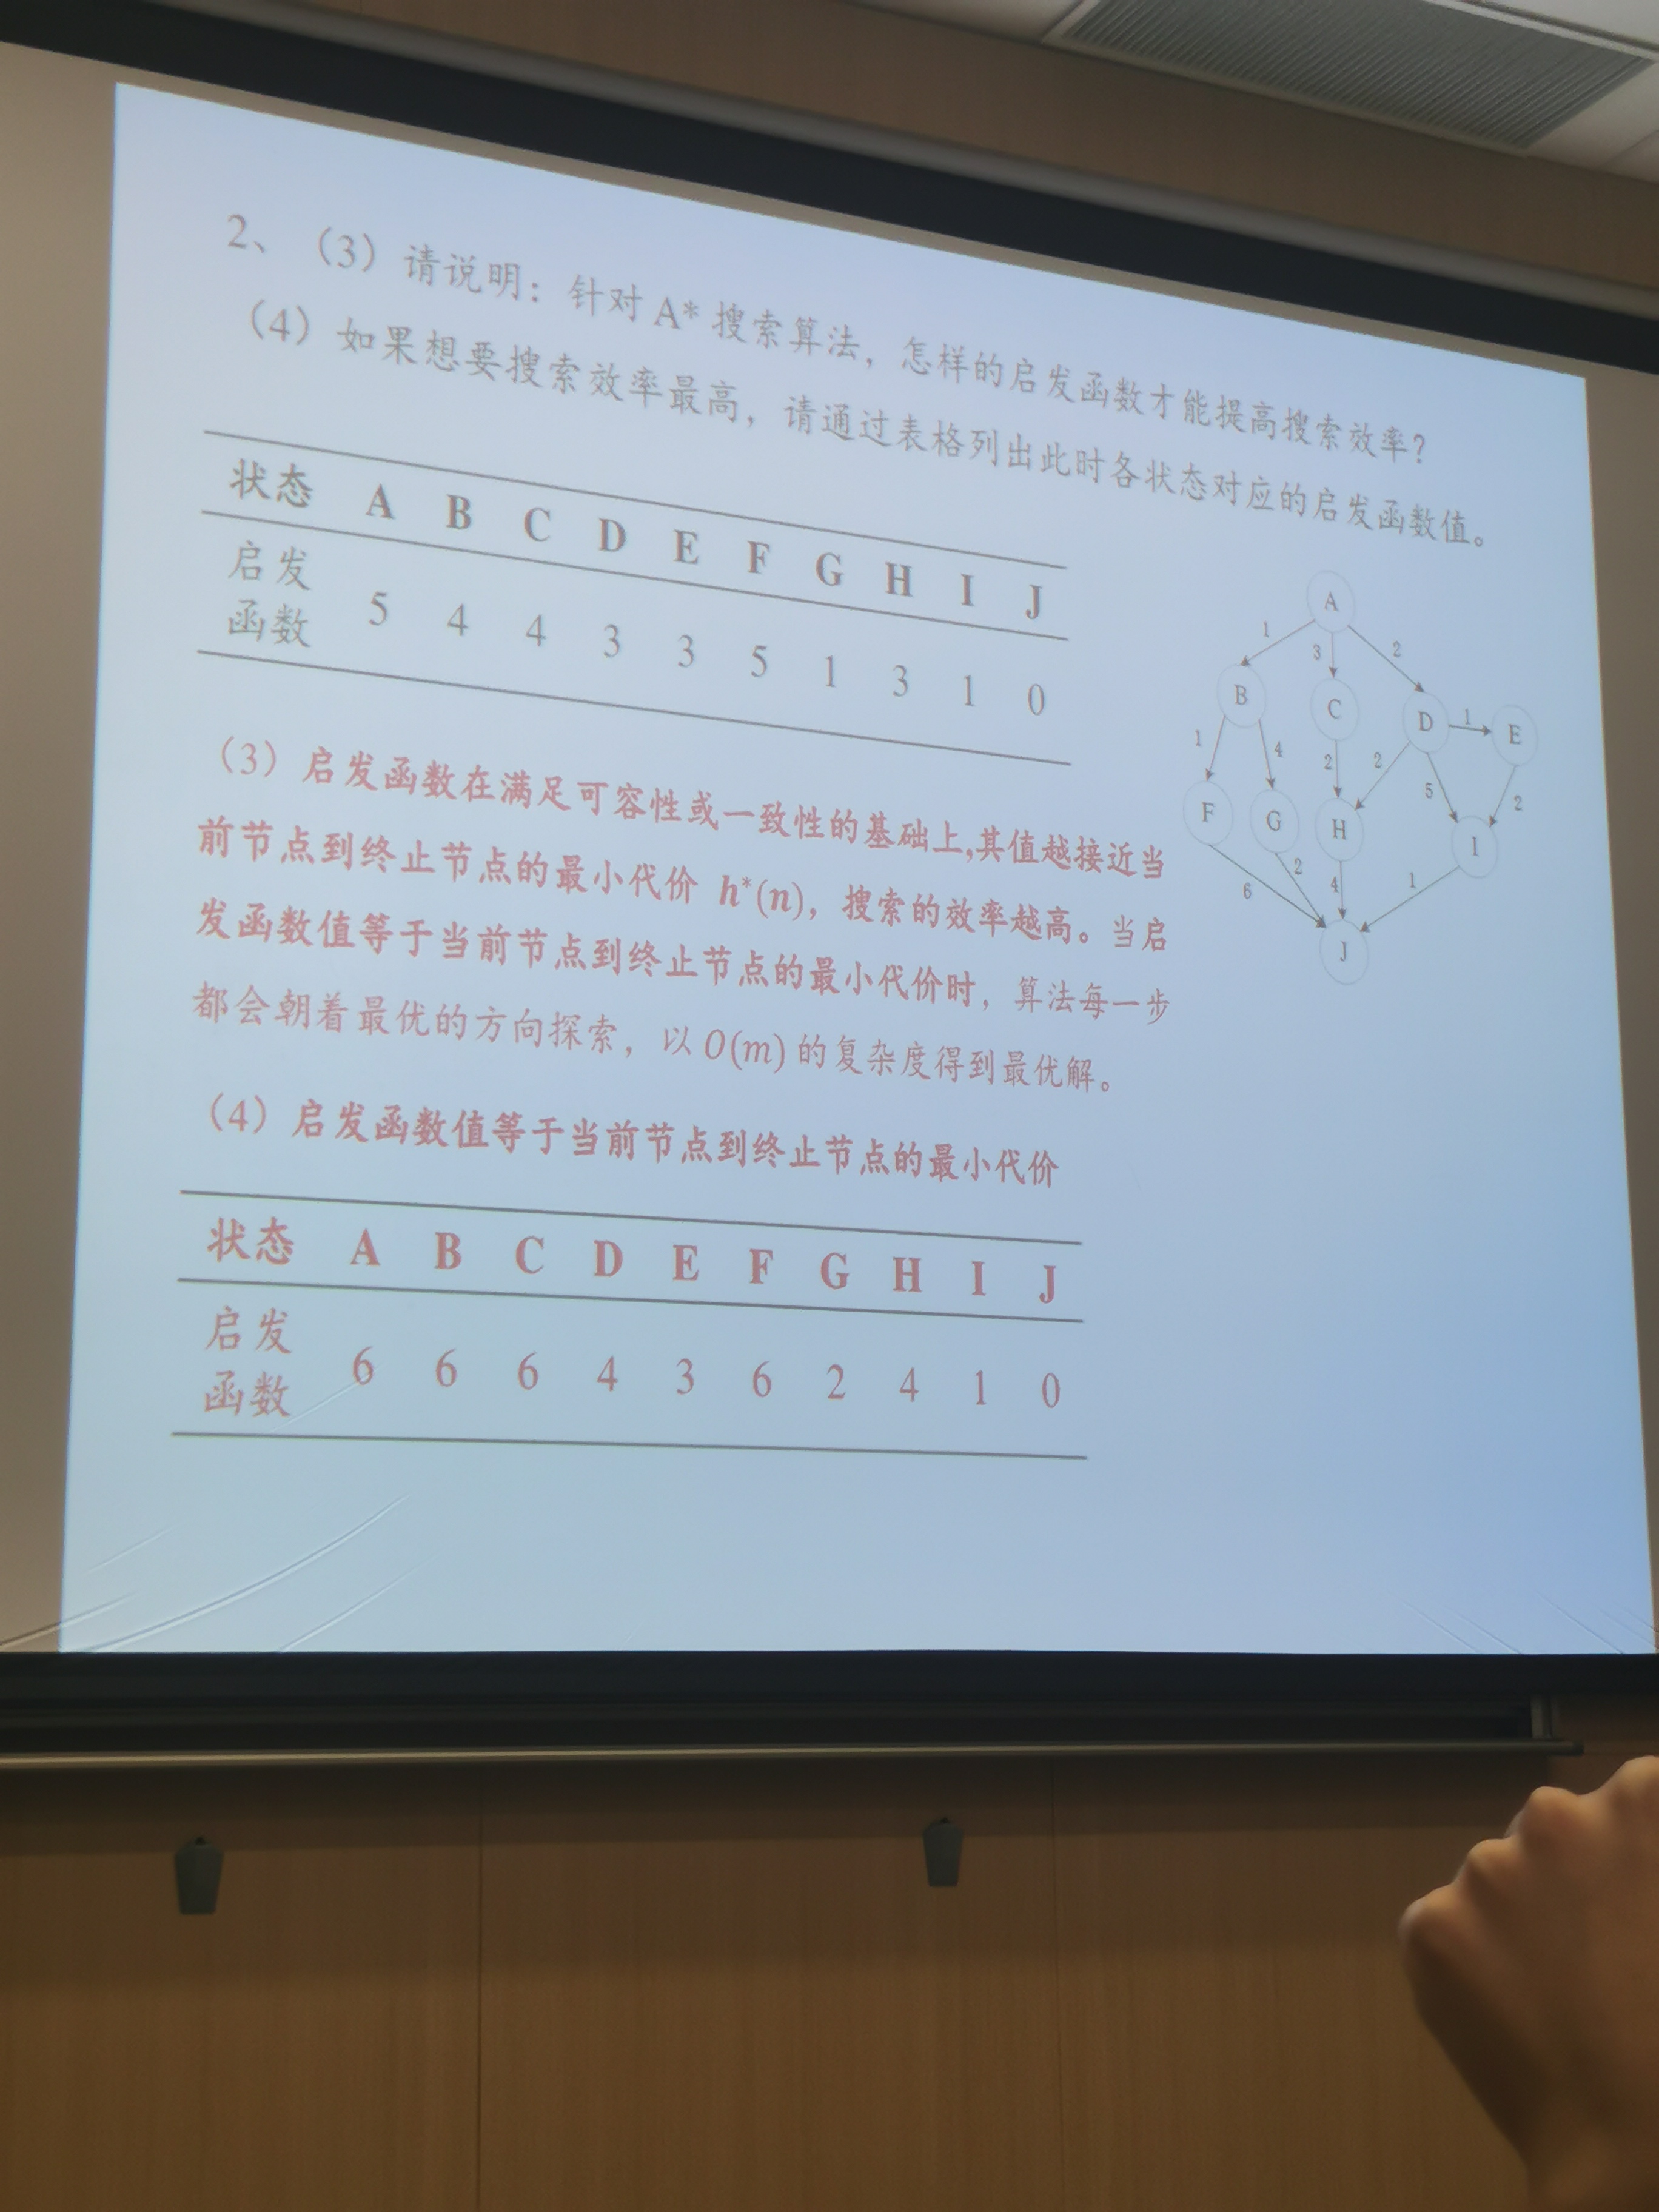 2、（3）请说明：针对 A* 搜索算法，怎样的启发函数才能提高搜索效率？
（4）如果想要搜索效率最高，请通过表格列出此时各状态对应的启发函数值。
状态 A B C D E F G H I J
启发
函数 5 4 4 3 3 5 1 3 1 0
A
1 3 2
B C D 1 E
1 4 2 2 5 2
F G H I
6 2 4 1
J
（3）启发函数在满足可容性或一致性的基础上,其值越接近当
前节点到终止节点的最小代价 h*(n)，搜索的效率越高。当启
发函数值等于当前节点到终止节点的最小代价时，算法每一步
都会朝着最优的方向探索，以 O(m) 的复杂度得到最优解。
（4）启发函数值等于当前节点到终止节点的最小代价
状态 A B C D E F G H I J
启发
函数 6 6 6 4 3 6 2 4 1 0